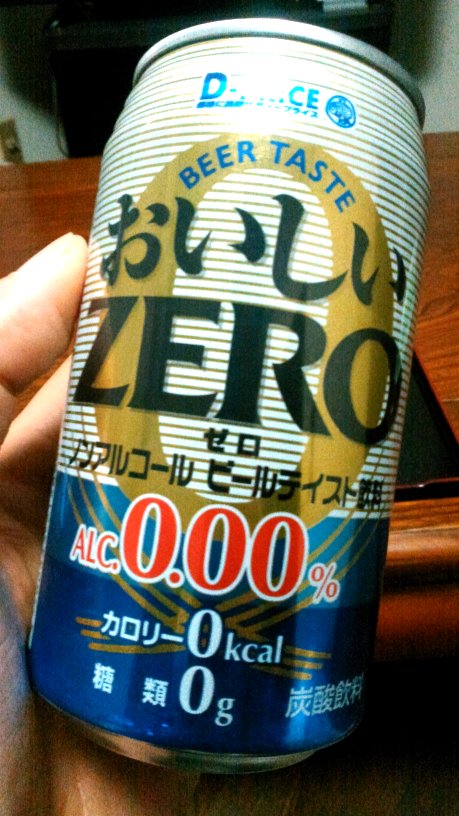 BEER TASTE
おいしい
ZERO
ゼロ
ノンアルコール ビールテイスト飲料
ALC.0.00%
カロリー0kcal
糖類0g
炭酸飲料